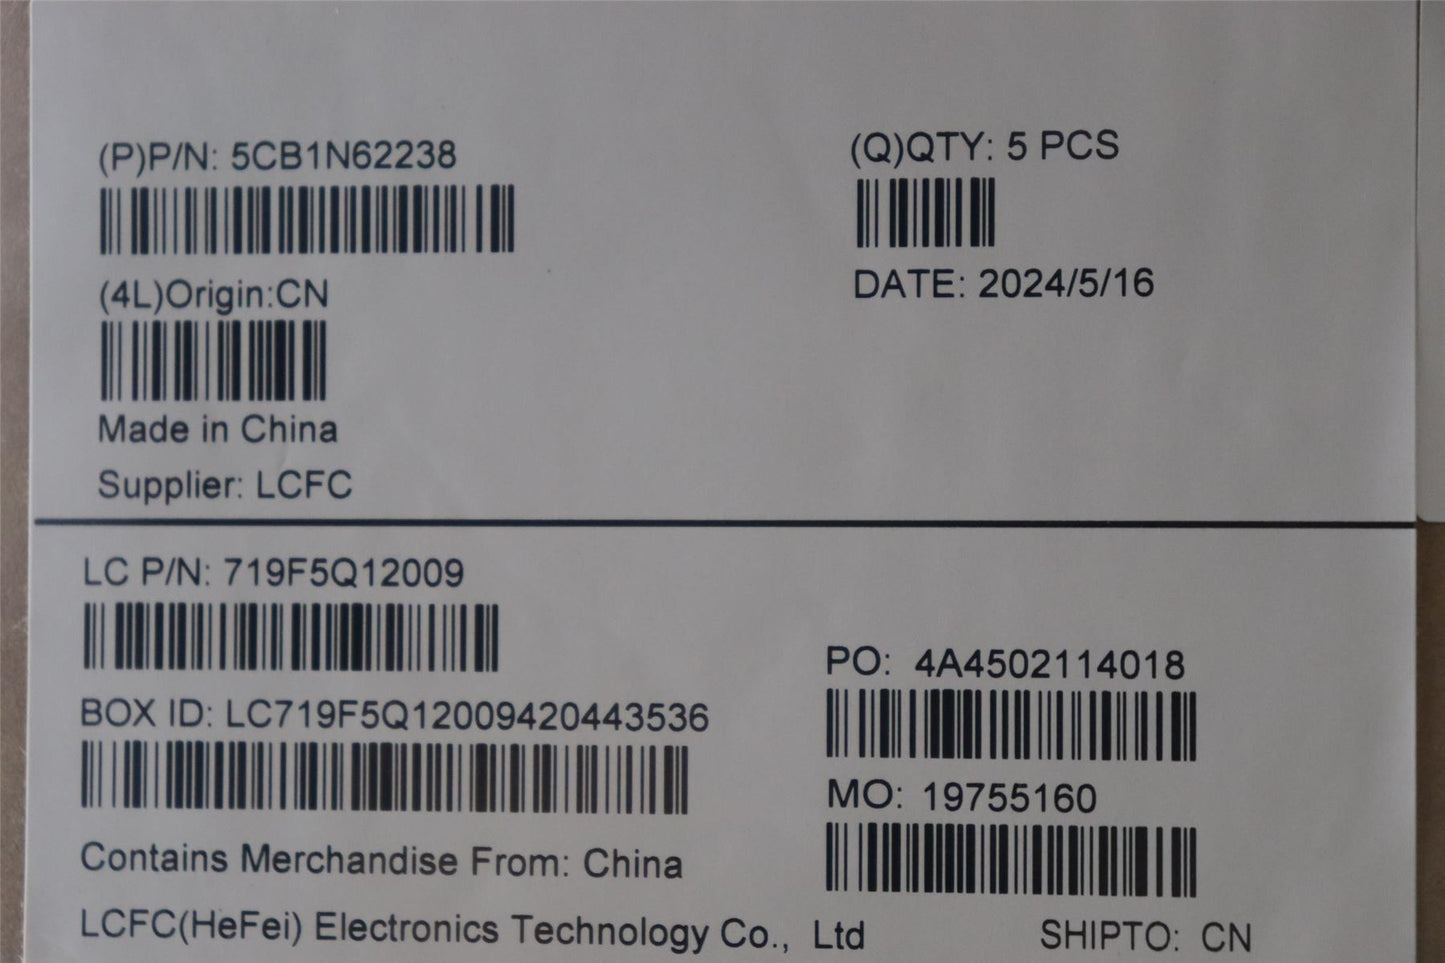 (P)P/N: 5CB1N62238
(Q)QTY: 5 PCS
(4L)Origin:CN
DATE: 2024/5/16
Made in China
Supplier: LCFC
LC P/N: 719F5Q12009
PO: 4A4502114018
BOX ID: LC719F5Q12009420443536
MO: 19755160
Contains Merchandise From: China
LCFC(HeFei) Electronics Technology Co., Ltd
SHIPTO: CN